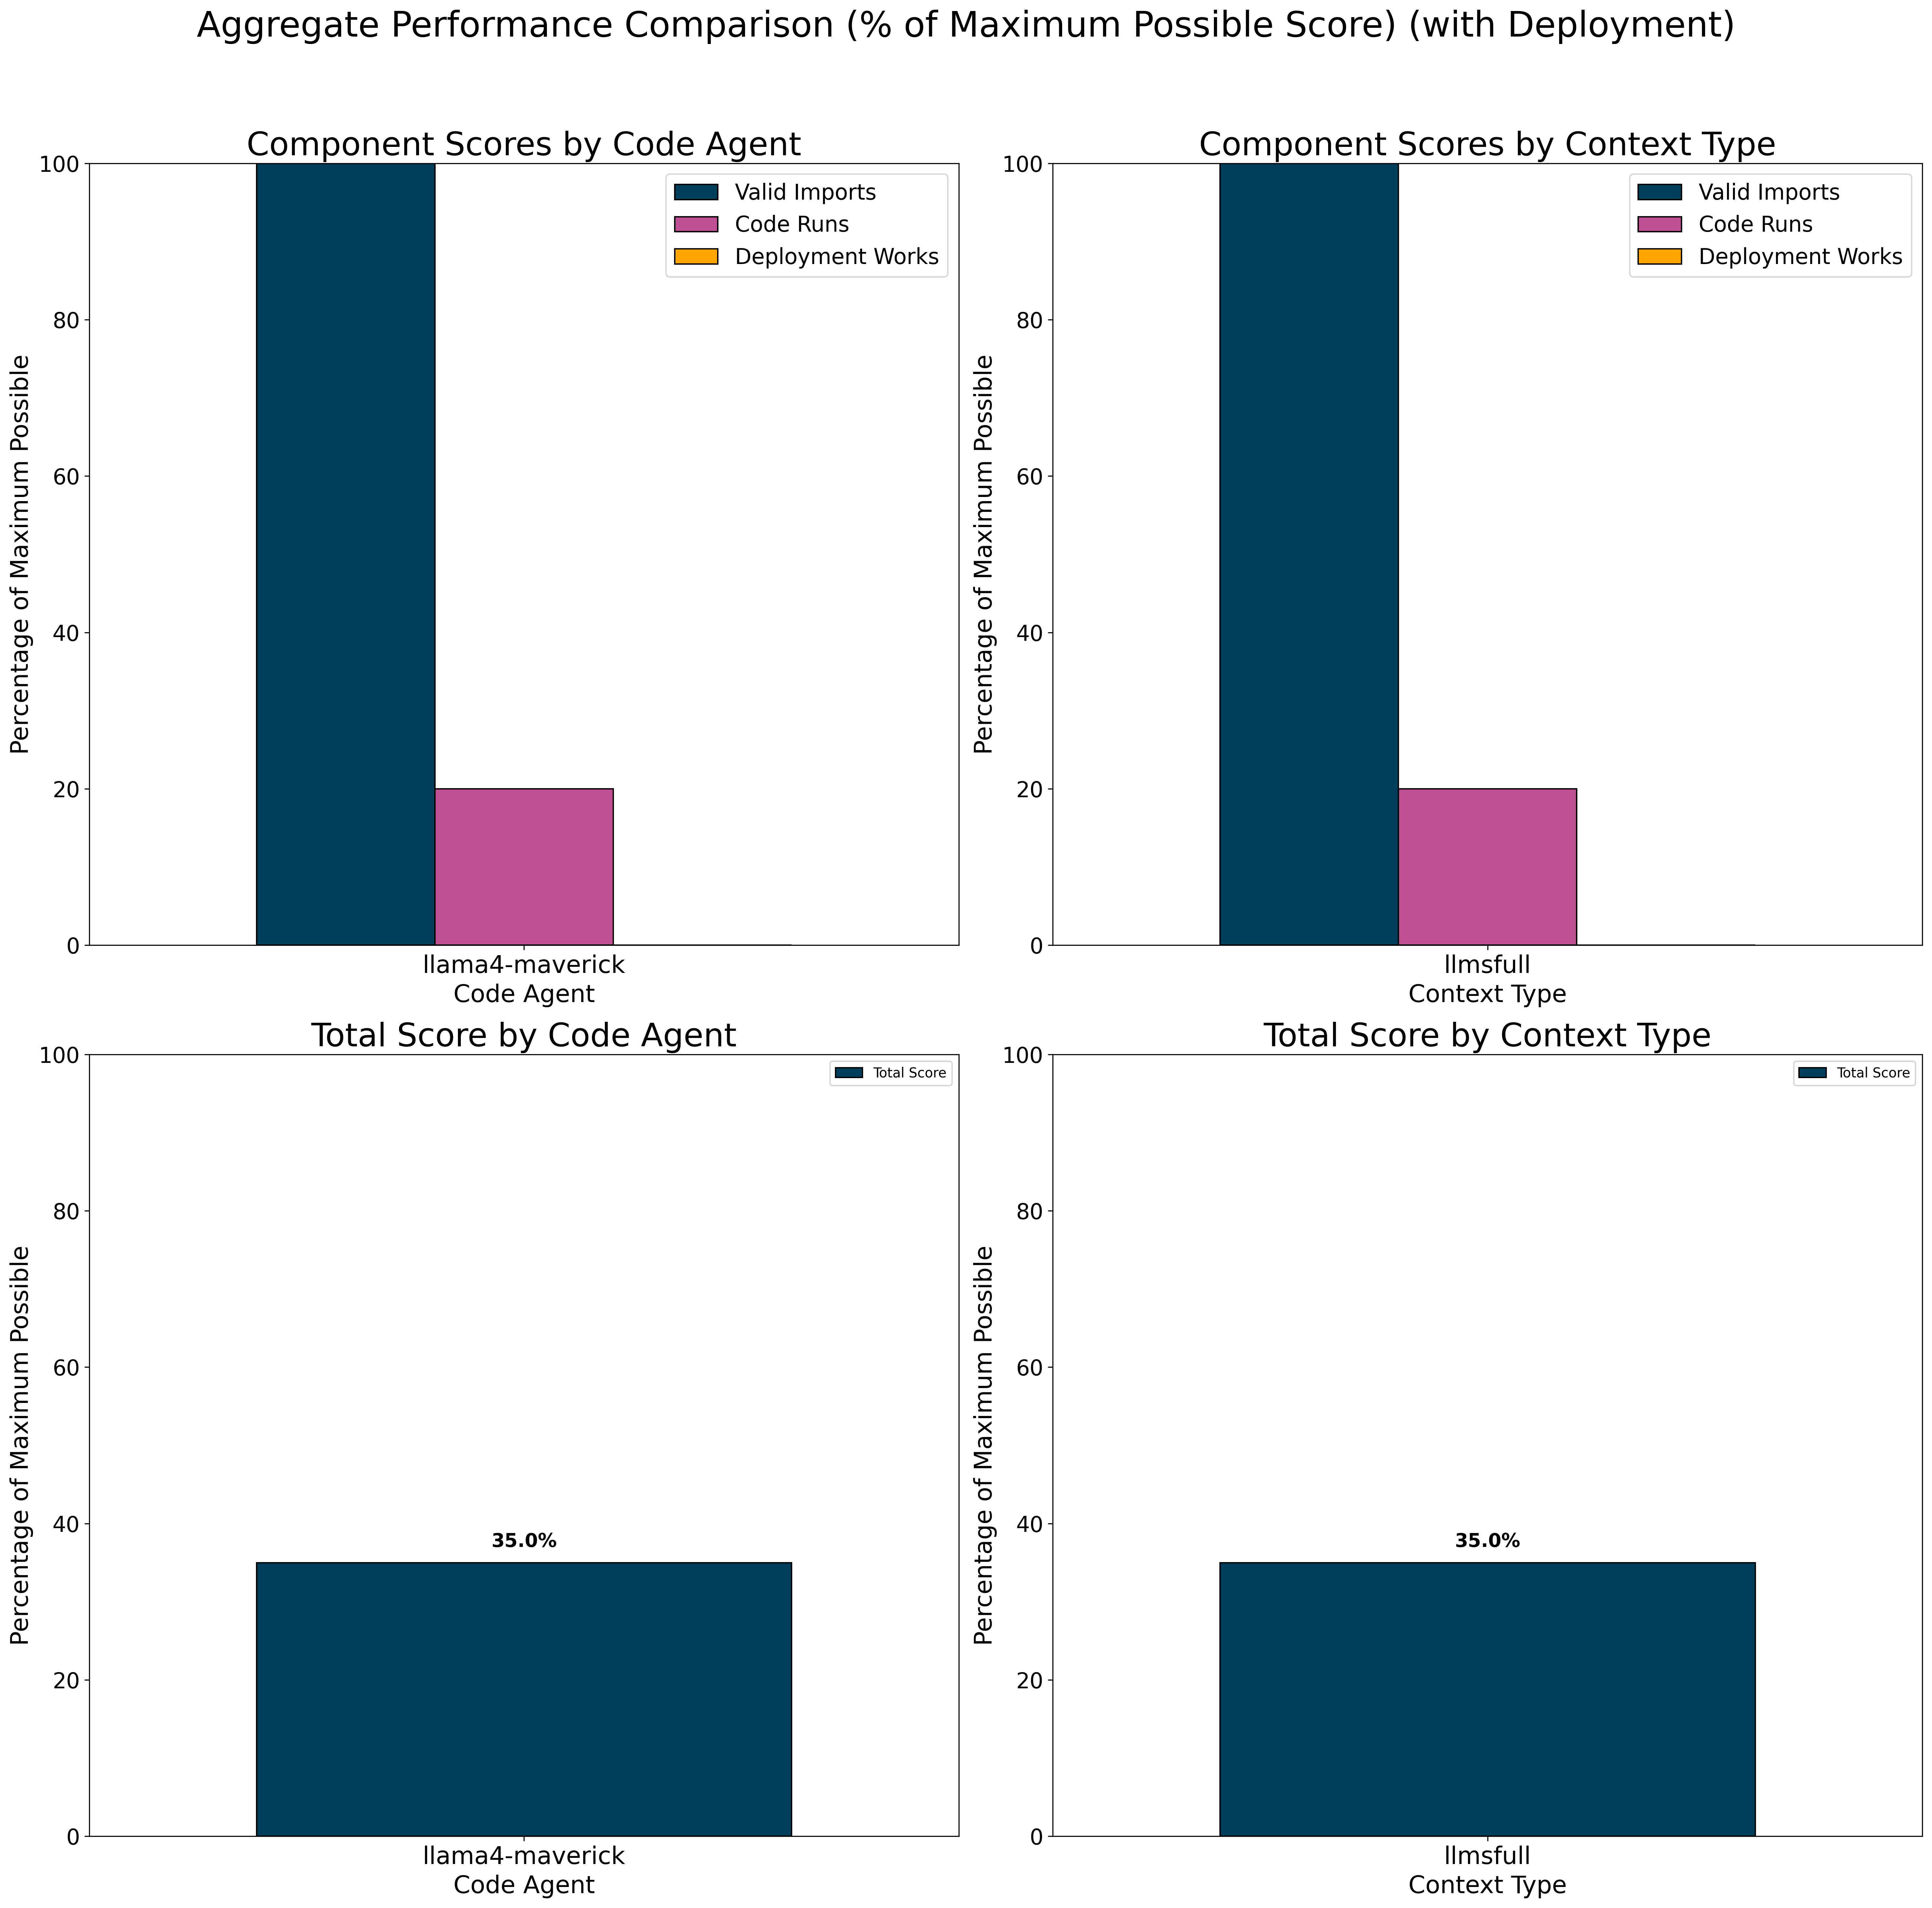 Aggregate Performance Comparison (% of Maximum Possible Score) (with Deployment)
Component Scores by Code Agent
Percentage of Maximum Possible
100
80
60
40
20
0
Valid Imports
Code Runs
Deployment Works
llama4-maverick
Code Agent
Component Scores by Context Type
Percentage of Maximum Possible
100
80
60
40
20
0
Valid Imports
Code Runs
Deployment Works
llmsfull
Context Type
Total Score by Code Agent
Percentage of Maximum Possible
100
80
60
40
20
0
Total Score
35.0%
llama4-maverick
Code Agent
Total Score by Context Type
Percentage of Maximum Possible
100
80
60
40
20
0
Total Score
35.0%
llmsfull
Context Type